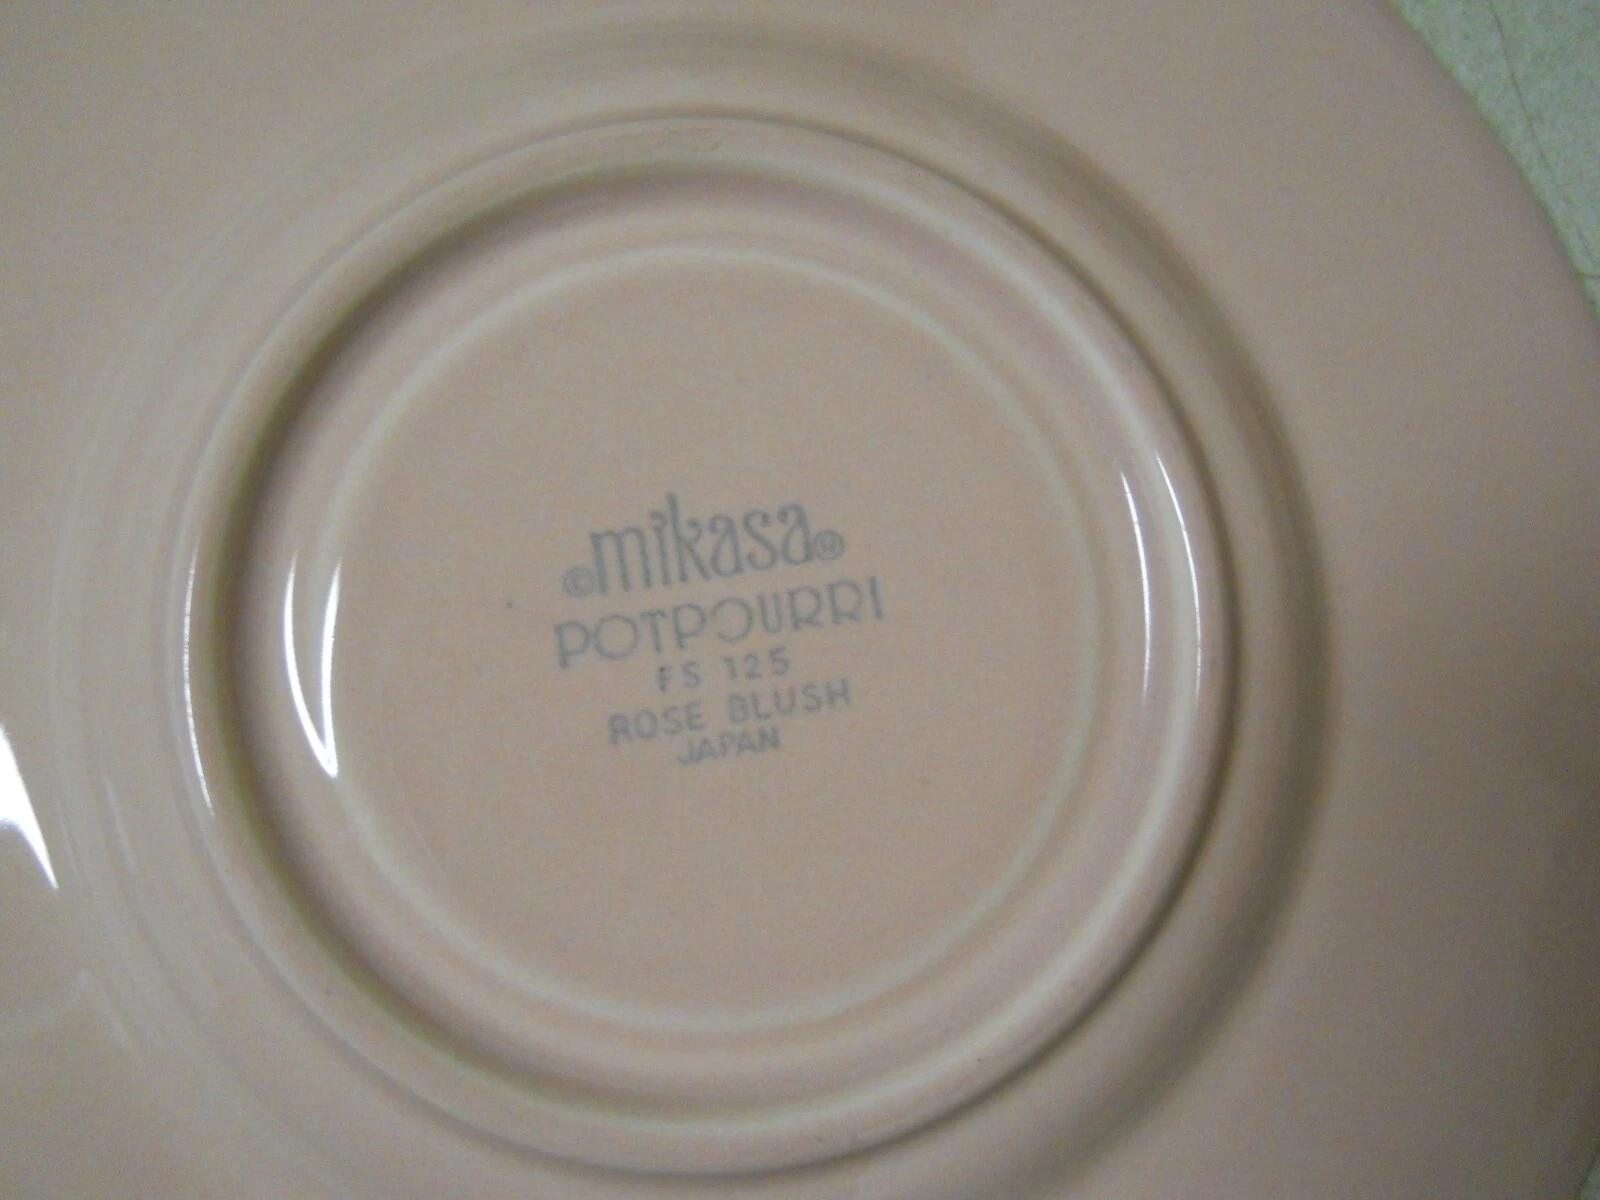 ©mikasa®
POTPOURRI
FS 125
ROSE BLUSH
JAPAN